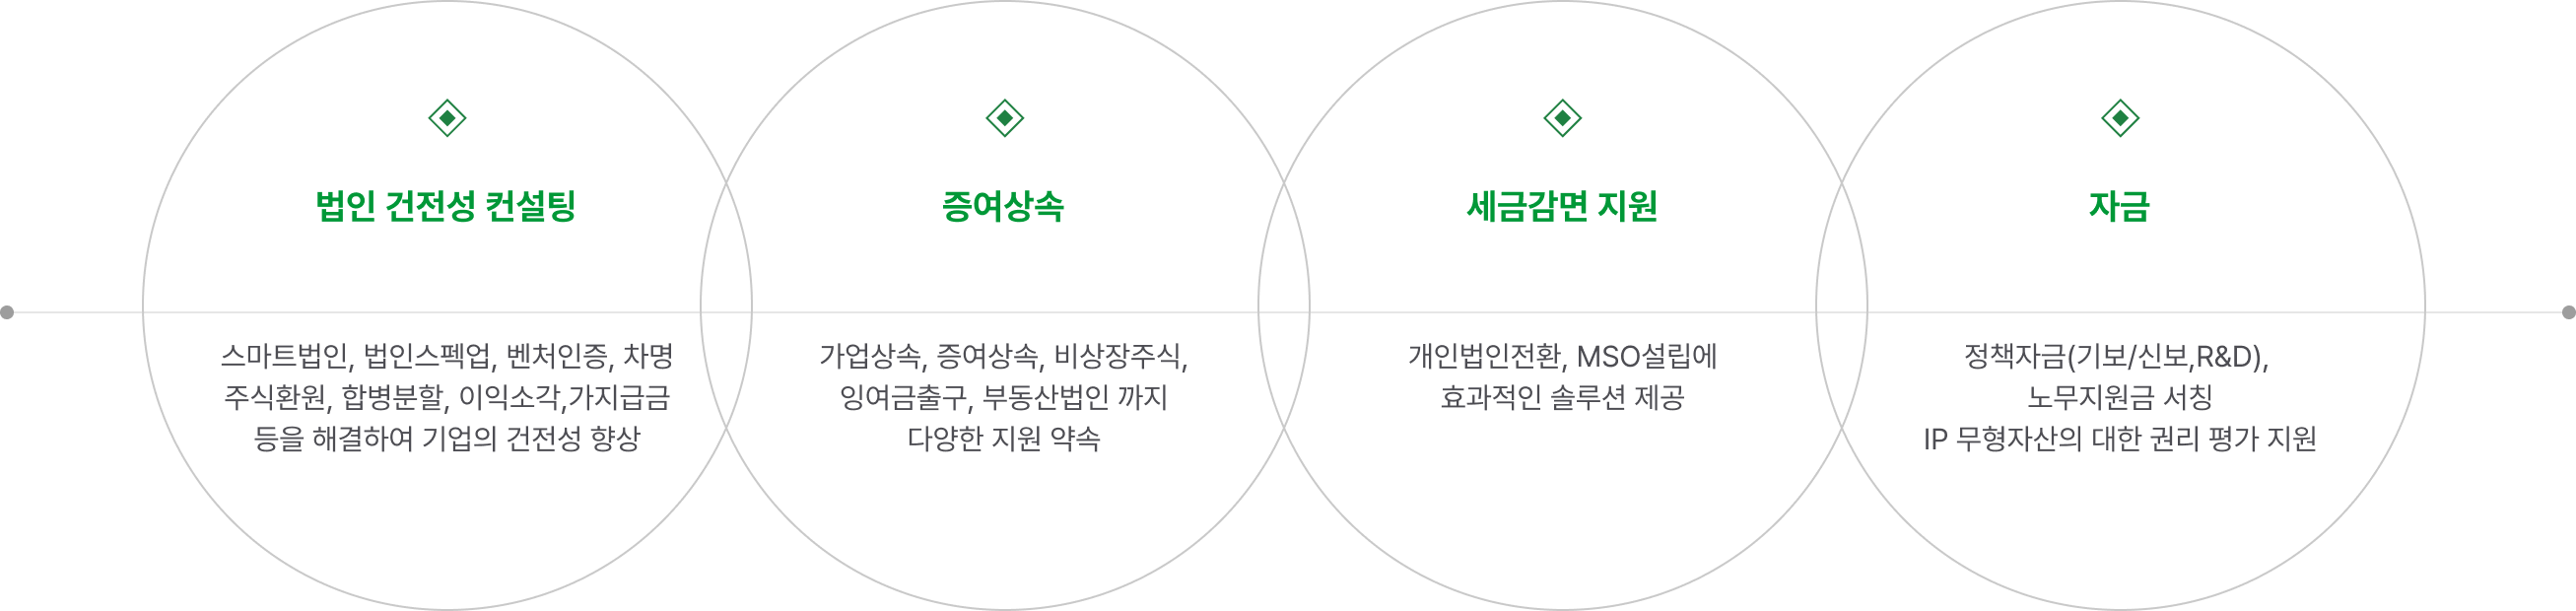 법인 건전성 컨설팅
스마트법인, 법인스펙업, 벤처인증, 차명
주식환원, 합병분할, 이익소각,가지급금
등을 해결하여 기업의 건전성 향상
증여상속
가업상속, 증여상속, 비상장주식,
잉여금출구, 부동산법인 까지
다양한 지원 약속
세금감면 지원
개인법인전환, MSO설립에
효과적인 솔루션 제공
자금
정책자금(기보/신보,R&D),
노무지원금 서칭
IP 무형자산의 대한 권리 평가 지원